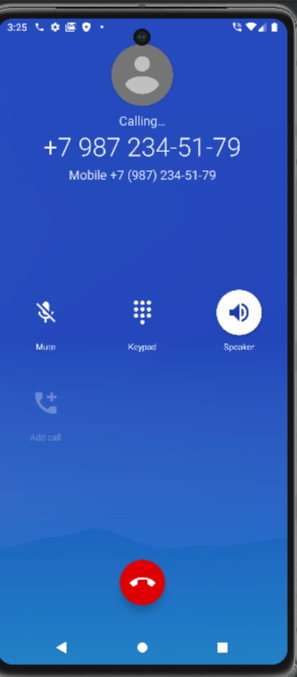 3:25
Calling...
+7 987 234-51-79
Mobile +7 (987) 234-51-79
Mute
Keypad
Speaker
Add call